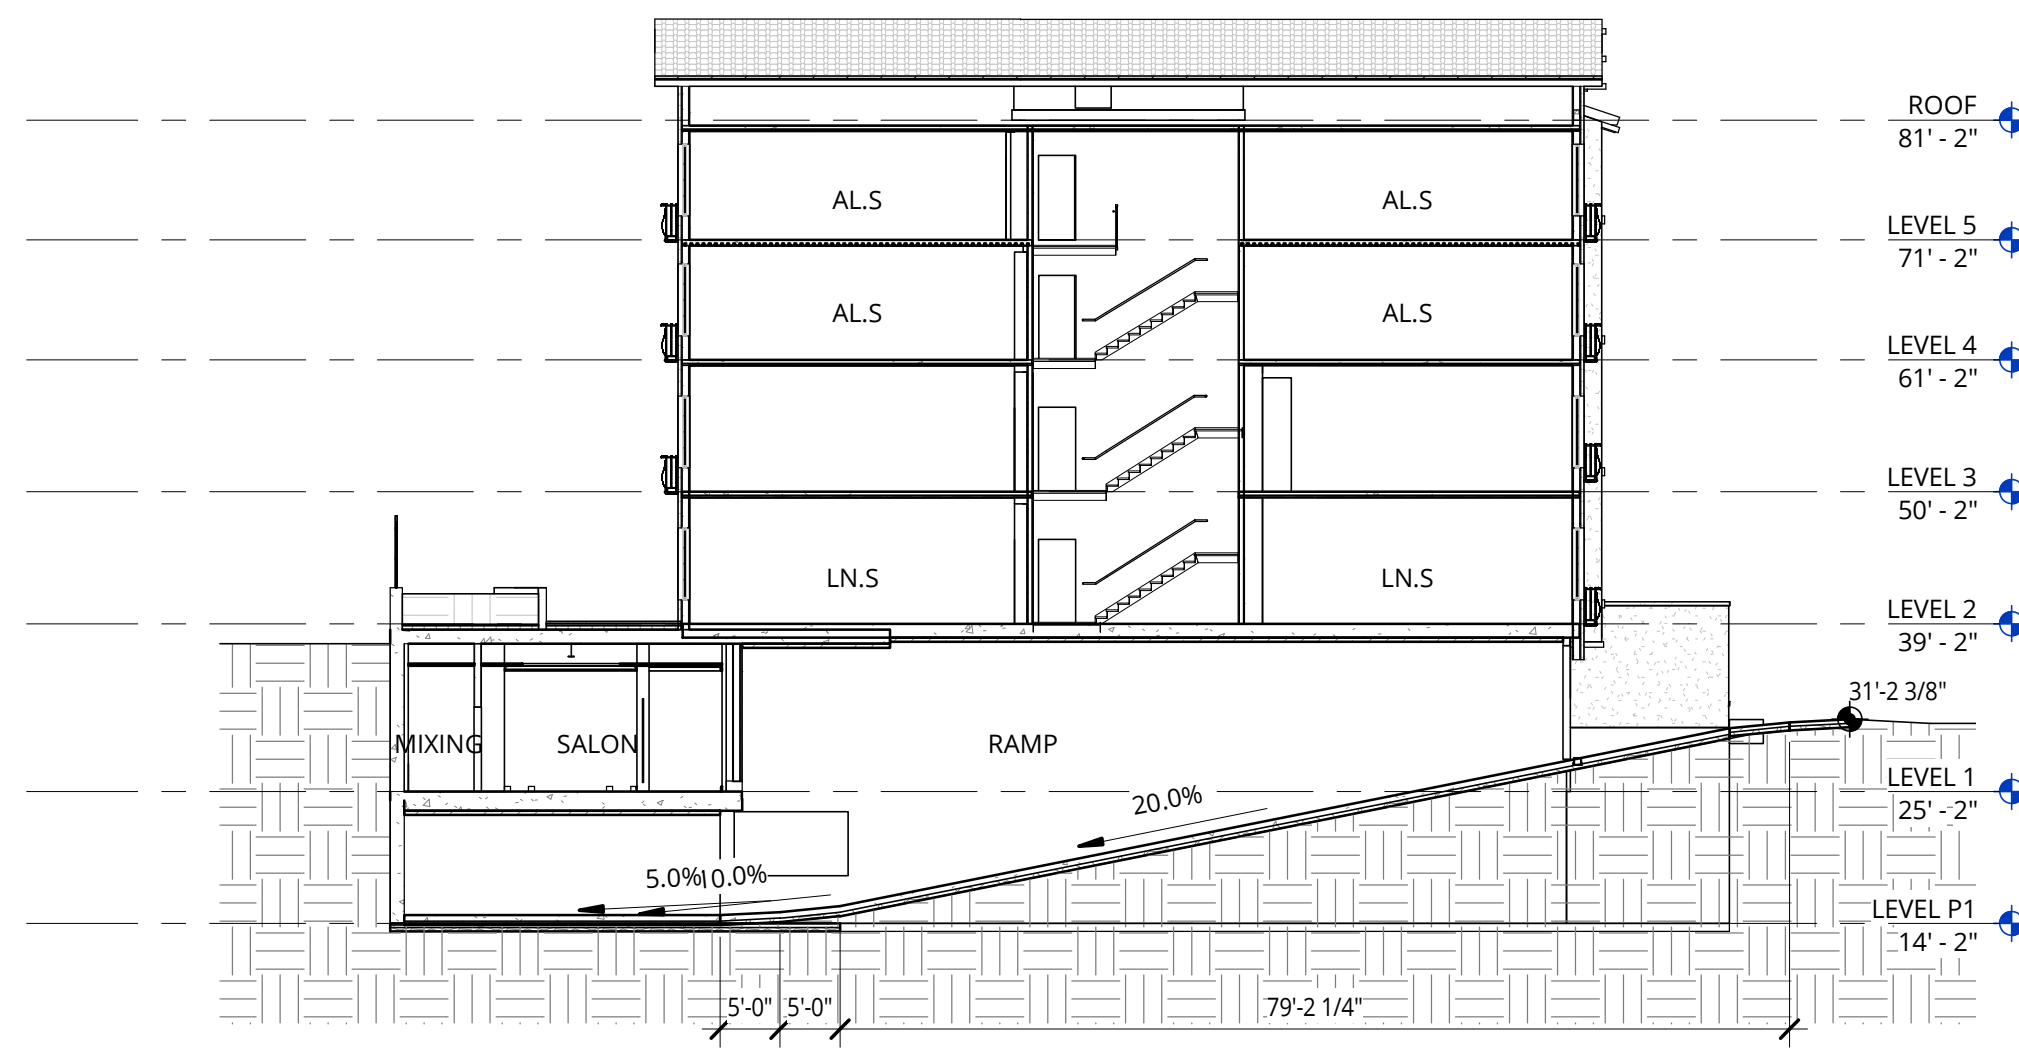 ROOF
81' - 2"
AL.S
AL.S
LEVEL 5
71' - 2"
AL.S
AL.S
LEVEL 4
61' - 2"
LEVEL 3
50' - 2"
LN.S
LN.S
LEVEL 2
39' - 2"
31'-2 3/8"
MIXING
SALON
RAMP
LEVEL 1
25' - 2"
20.0%
5.0%
10.0%
LEVEL P1
14' - 2"
5'-0"
5'-0"
79'-2 1/4"